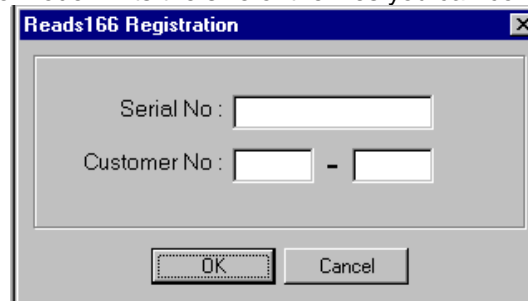 Reads166 Registration
Serial No :
Customer No : -
OK Cancel